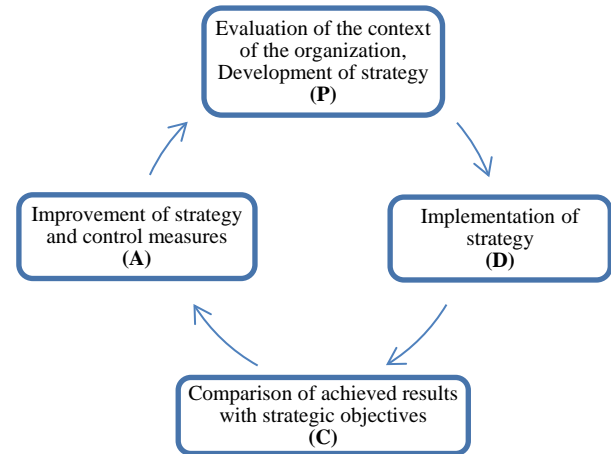 Evaluation of the context
of the organization,
Development of strategy
(P)
Improvement of strategy
and control measures
(A)
Implementation of
strategy
(D)
Comparison of achieved results
with strategic objectives
(C)